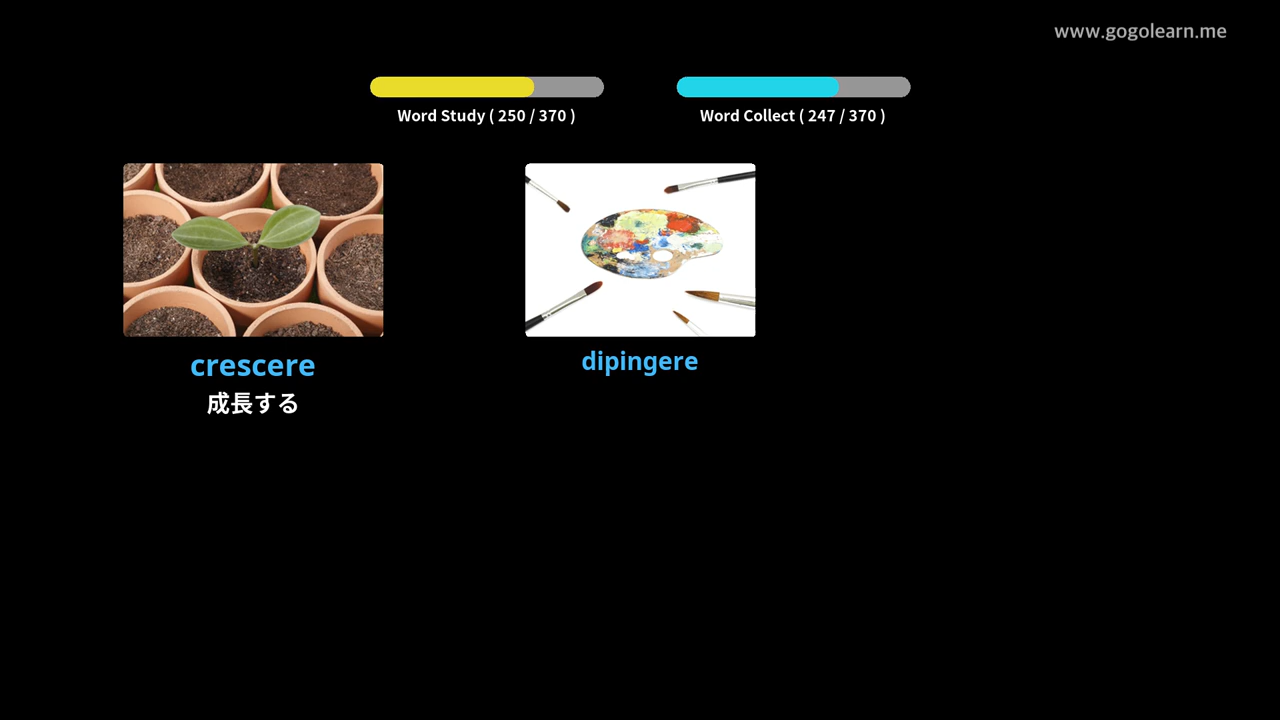 www.gogolearn.me
Word Study ( 250 / 370 )
Word Collect ( 247 / 370 )
crescere
成長する
dipingere